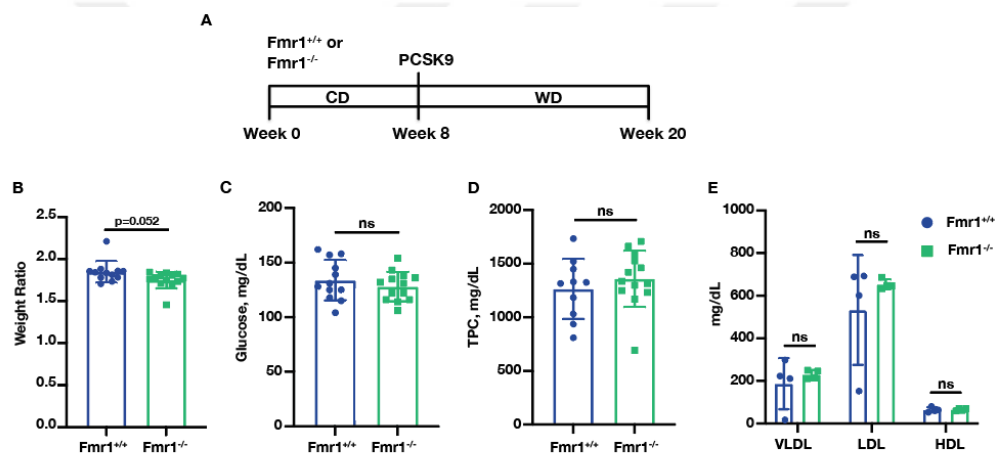 A
Fmr1⁺/⁺ or
Fmr1⁻/⁻
PCSK9
CD
WD
Week 0
Week 8
Week 20
B
Weight Ratio
2.5
2.0
1.5
1.0
0.5
0.0
p=0.052
Fmr1⁺/⁺
Fmr1⁻/⁻
C
Glucose, mg/dL
150
100
50
0
ns
Fmr1⁺/⁺
Fmr1⁻/⁻
D
TPC, mg/dL
2000
1500
1000
500
0
ns
Fmr1⁺/⁺
Fmr1⁻/⁻
E
mg/dL
1000
800
600
400
200
0
ns
ns
ns
VLDL
LDL
HDL
Fmr1⁺/⁺
Fmr1⁻/⁻